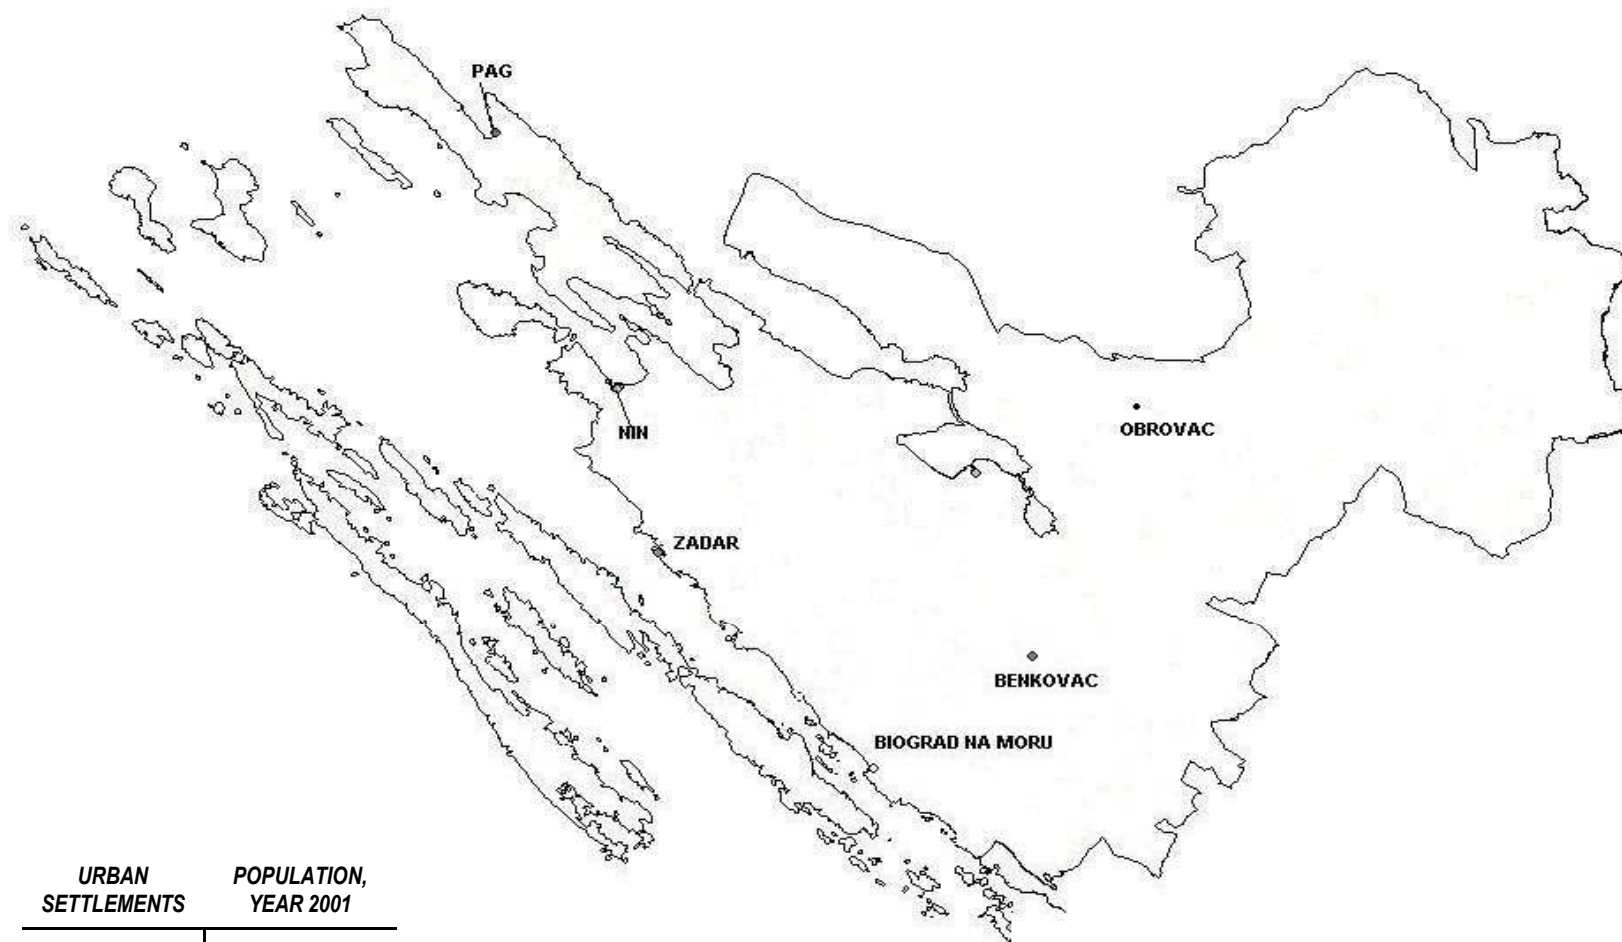 PAG
NIN
OBROVAC
ZADAR
BENKOVAC
BIOGRAD NA MORU
URBAN SETTLEMENTS
POPULATION, YEAR 2001